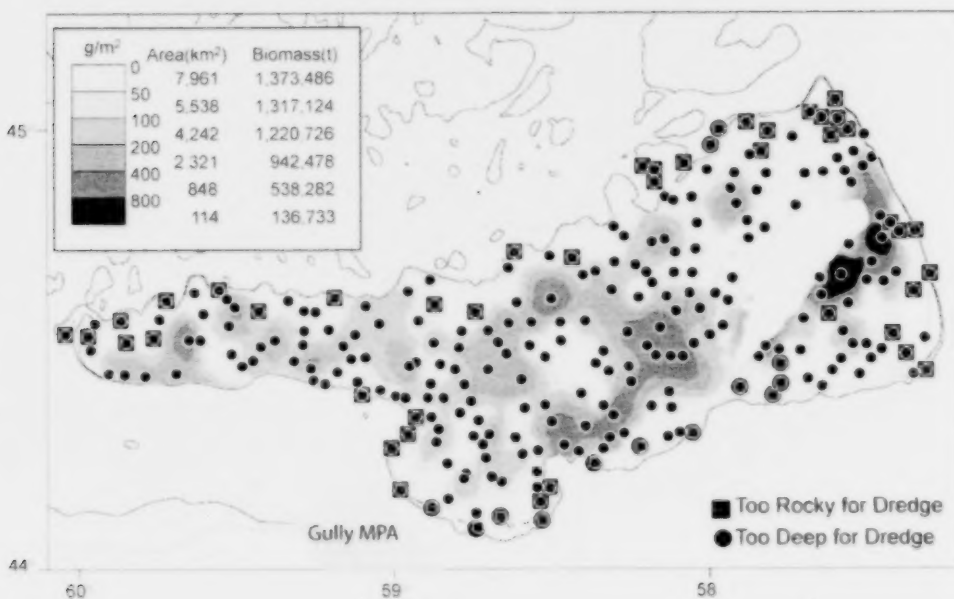 g/m² Area(km²) Biomass(t)
0
7,961 1,373,486
50
5,538 1,317,124
100
4,242 1,220,726
200
2 321 942,478
400
848 538,282
800
114 136,733
45
Too Rocky for Dredge
Gully MPA
Too Deep for Dredge
44
60 59 58